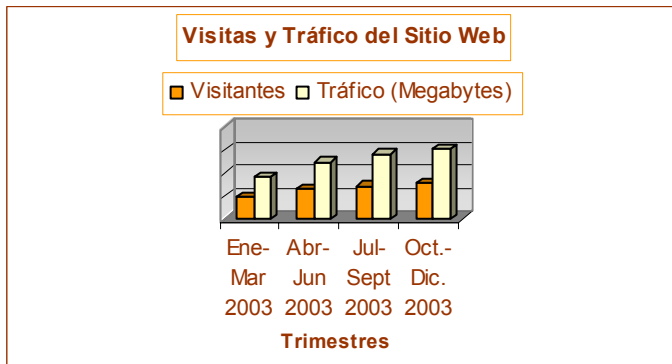 Visitas y Tráfico del Sitio Web
Visitantes Tráfico (Megabytes)
Ene-Mar 2003
Abr-Jun 2003
Jul-Sept 2003
Oct.-Dic. 2003
Trimestres